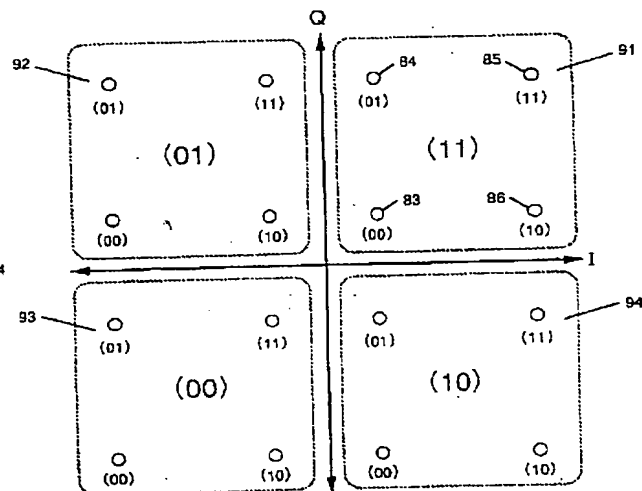 Q
92 84 85 91
(01) (11) (01) (11)
(01) (11)
83 86
(00) (10) (00) (10)
I
4
93 94
(01) (11) (01) (11)
(00) (10)
(00) (10) (00) (10)